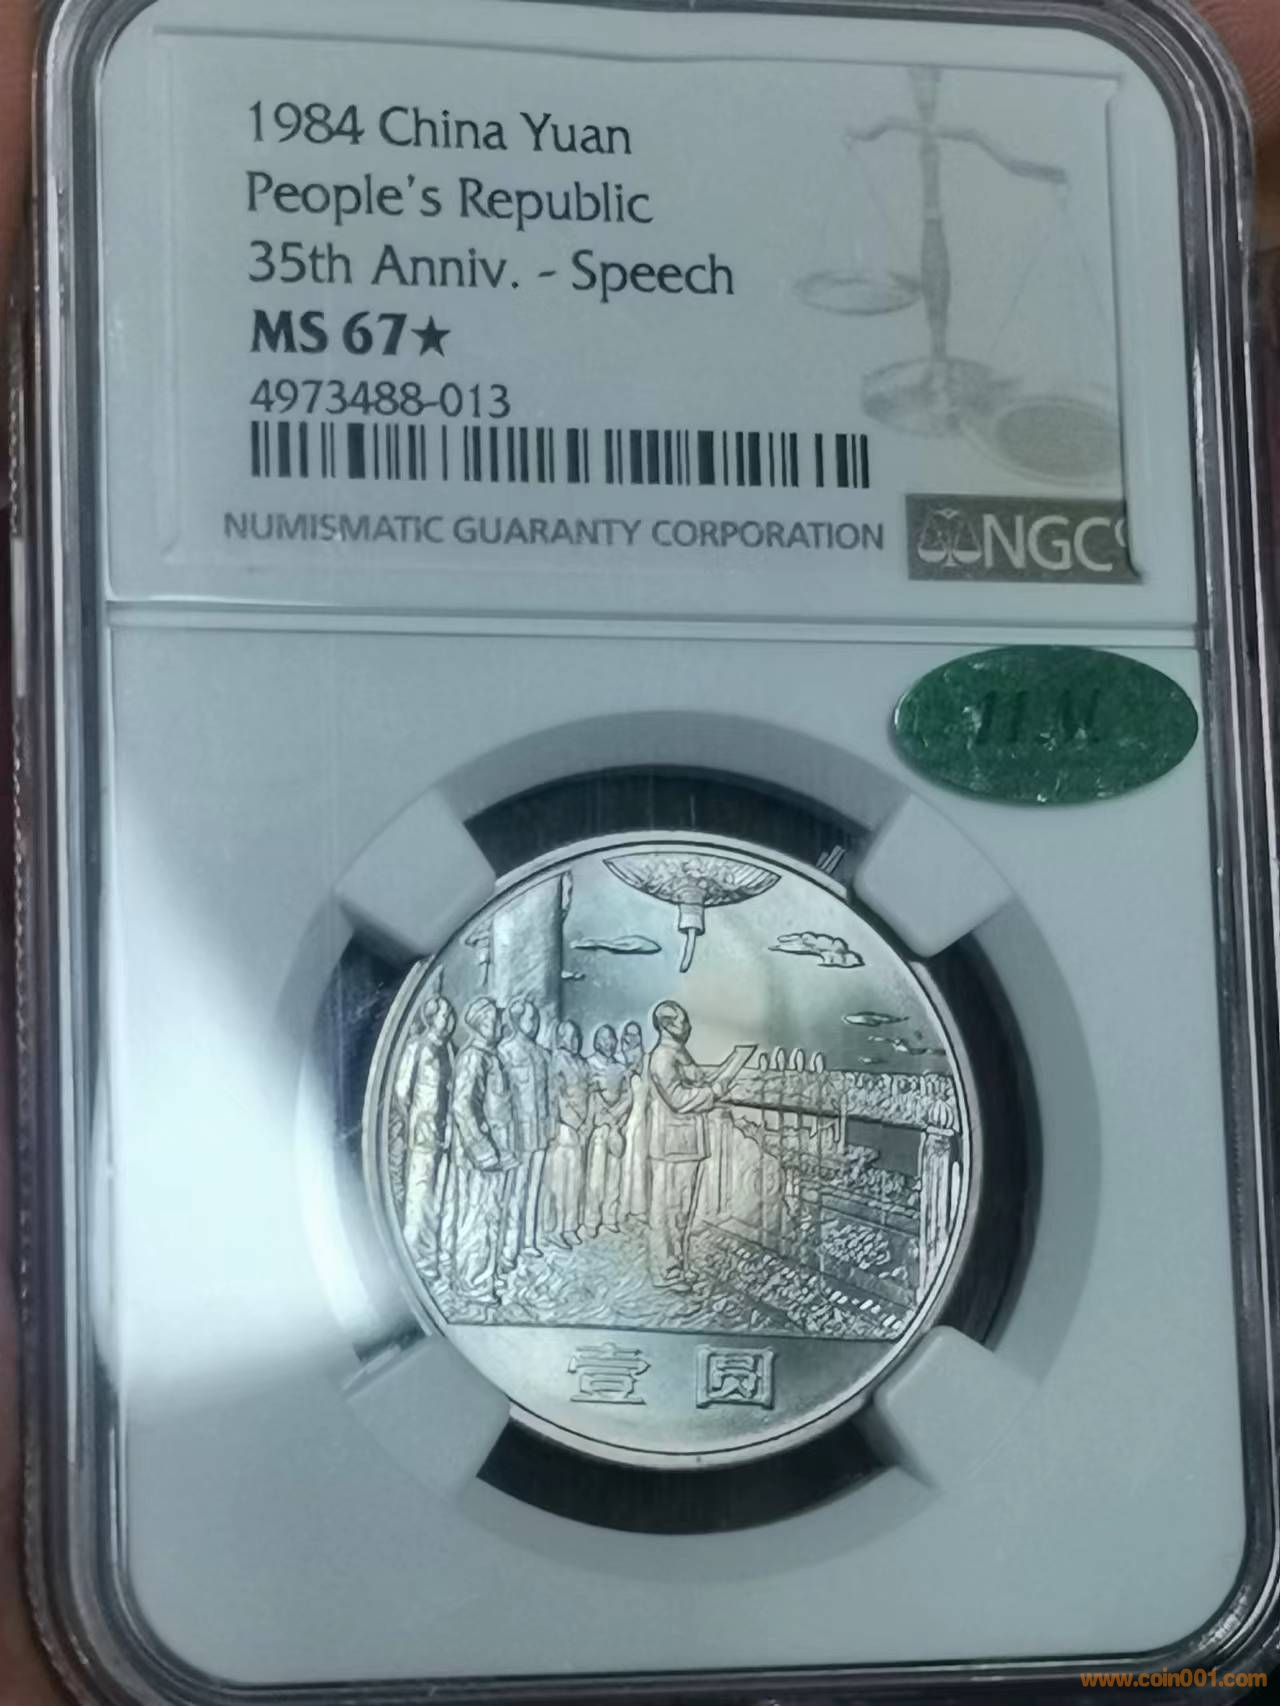 1984 China Yuan
People's Republic
35th Anniv. - Speech
MS 67★
4973488-013
NUMISMATIC GUARANTY CORPORATION
NGC
壹圆
www.coin001.com